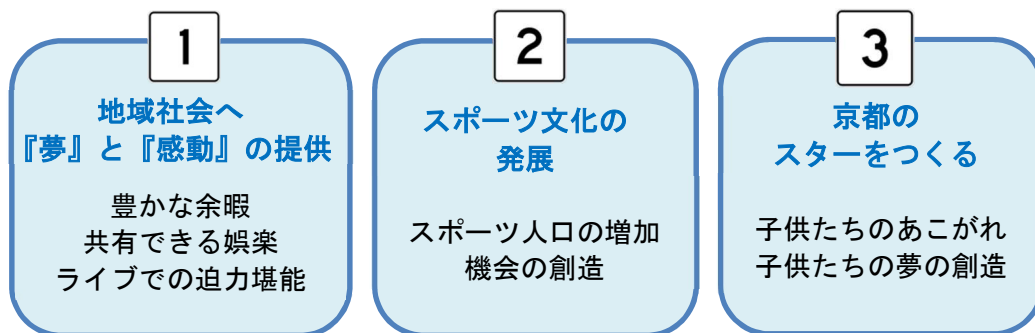 1
地域社会へ
『夢』と『感動』の提供
豊かな余暇
共有できる娯楽
ライブでの迫力堪能
2
スポーツ文化の
発展
スポーツ人口の増加
機会の創造
3
京都の
スターをつくる
子供たちのあこがれ
子供たちの夢の創造